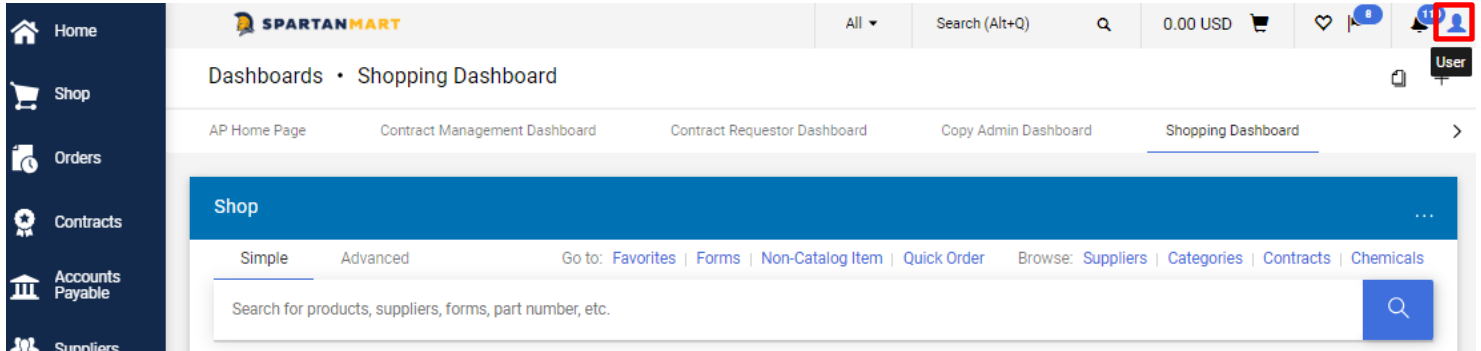 Home
SPARTANMART
All
Search (Alt+Q)
0.00 USD
8
User
Dashboards • Shopping Dashboard
Shop
AP Home Page
Contract Management Dashboard
Contract Requestor Dashboard
Copy Admin Dashboard
Shopping Dashboard
Orders
Contracts
Shop
...
Simple
Advanced
Go to: Favorites | Forms | Non-Catalog Item | Quick Order
Browse: Suppliers | Categories | Contracts | Chemicals
Accounts
Payable
Search for products, suppliers, forms, part number, etc.
Suppliers